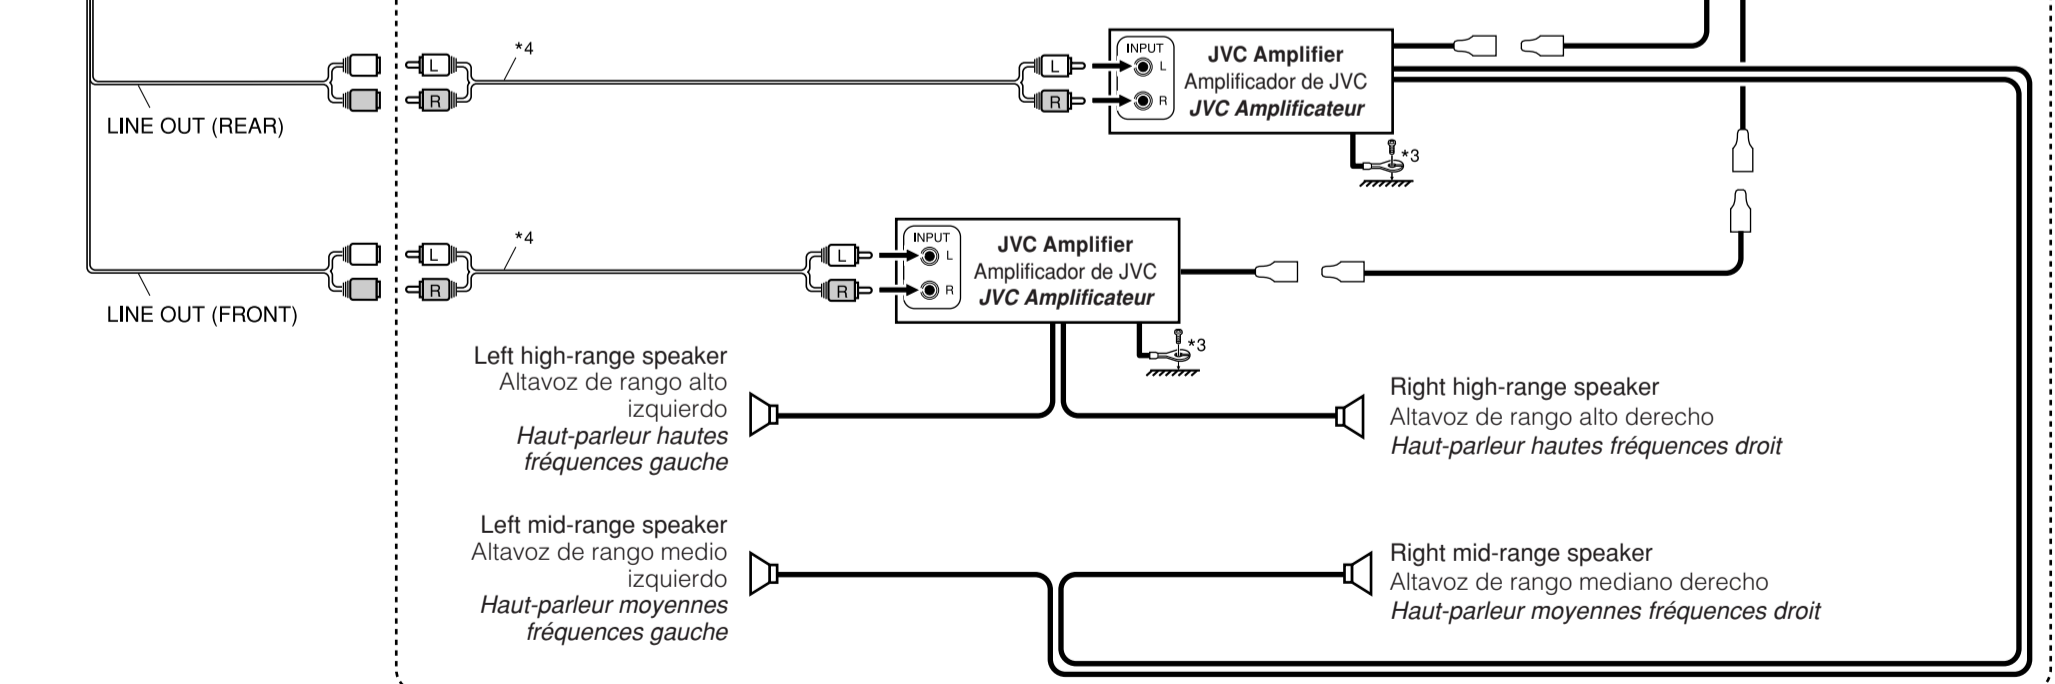 *4
L
R
L
R
INPUT
L
R
JVC Amplifier
Amplificador de JVC
JVC Amplificateur
LINE OUT (REAR)
*3
*4
L
R
L
R
INPUT
L
R
JVC Amplifier
Amplificador de JVC
JVC Amplificateur
LINE OUT (FRONT)
*3
Left high-range speaker
Altavoz de rango alto
izquierdo
Haut-parleur hautes
fréquences gauche
Right high-range speaker
Altavoz de rango alto derecho
Haut-parleur hautes fréquences droit
Left mid-range speaker
Altavoz de rango medio
izquierdo
Haut-parleur moyennes
fréquences gauche
Right mid-range speaker
Altavoz de rango mediano derecho
Haut-parleur moyennes fréquences droit